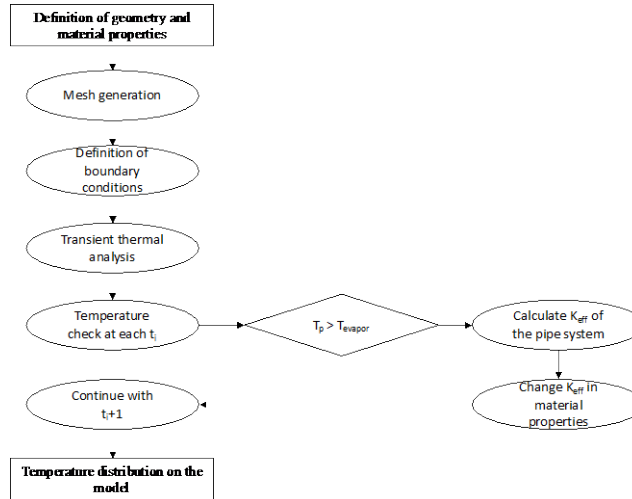 Definition of geometry and
material properties
Mesh generation
Definition of
boundary
conditions
Transient thermal
analysis
Temperature
check at each tᵢ
Tₚ > Tₑᵥₐₚₒᵣ
Calculate Kₑff of
the pipe system
Continue with
tᵢ+1
Change Kₑff in
material
properties
Temperature distribution on the
model